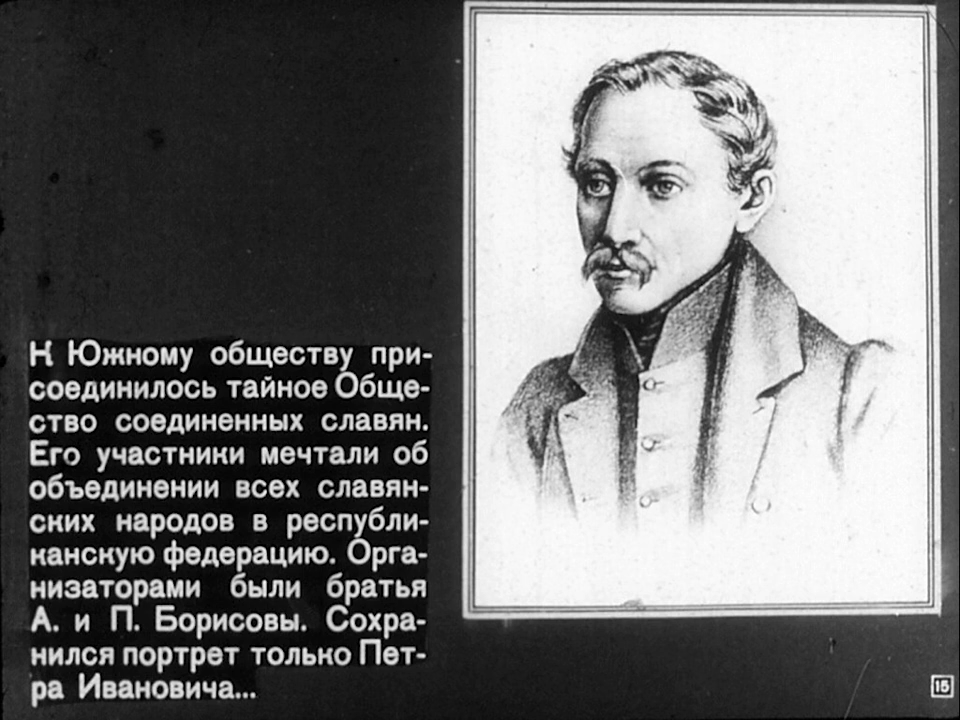 К Южному обществу при-
соединилось тайное Обще-
ство соединенных славян.
Его участники мечтали об
объединении всех славян-
ских народов в республи-
канскую федерацию. Орга-
низаторами были братья
А. и П. Борисовы. Сохра-
нился портрет только Пет-
ра Ивановича...
15